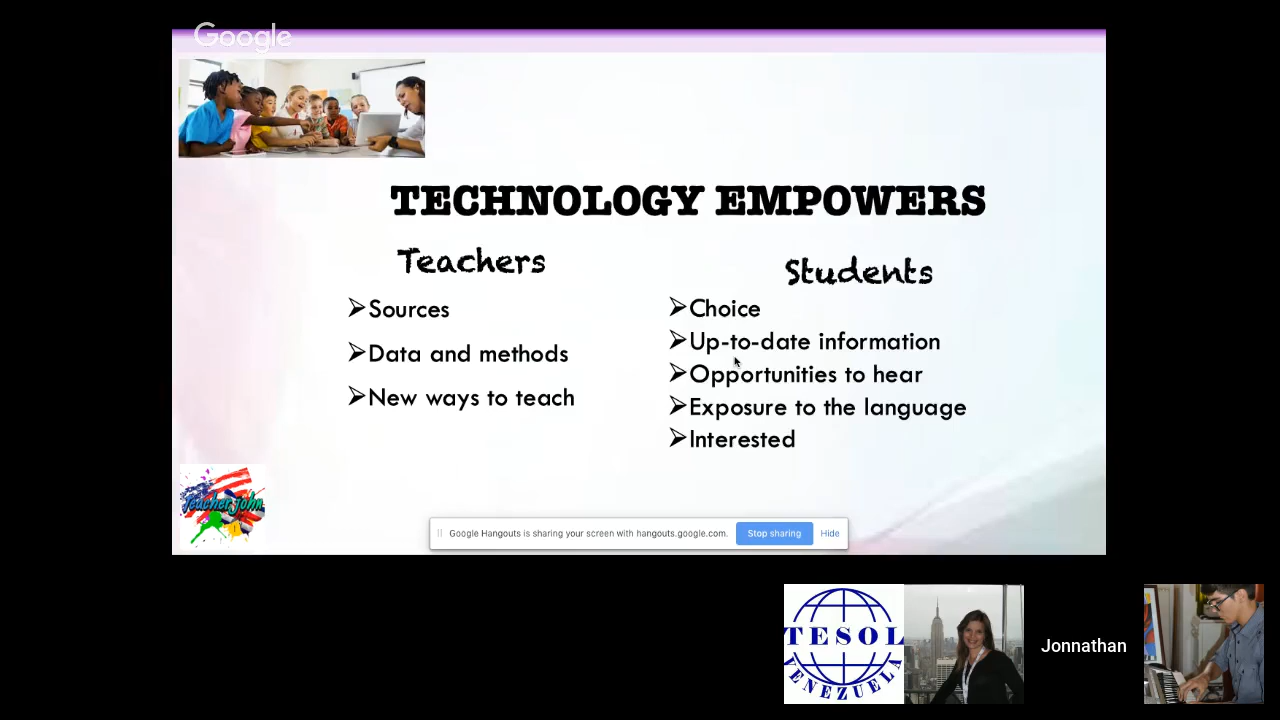 Google
TECHNOLOGY EMPOWERS
Teachers
➢Sources
➢Data and methods
➢New ways to teach
Students
➢Choice
➢Up-to-date information
➢Opportunities to hear
➢Exposure to the language
➢Interested
Teacher John
Google Hangouts is sharing your screen with hangouts.google.com. Stop sharing Hide
TESOL
VENEZUELA
Jonnathan